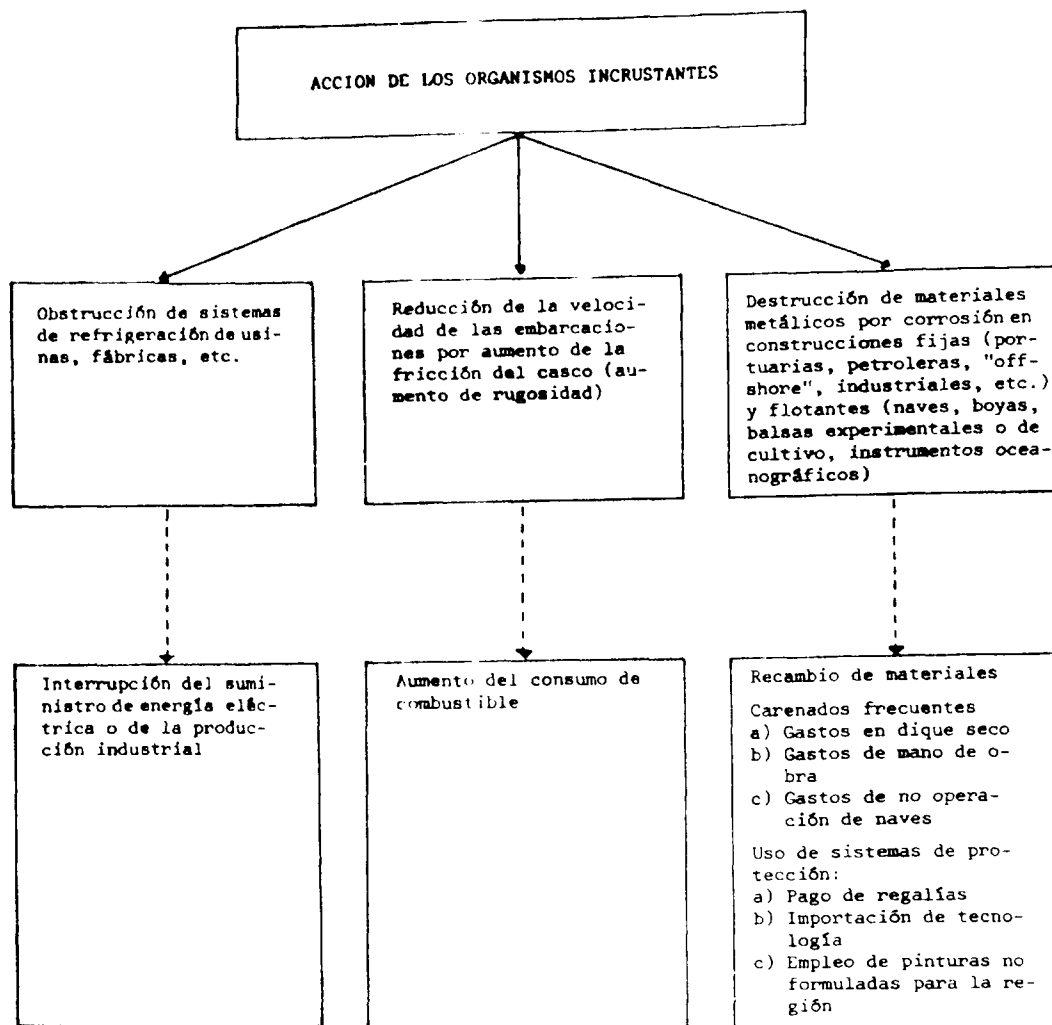 ACCION DE LOS ORGANISMOS INCRUSTANTES
Obstrucción de sistemas
de refrigeración de usi-
nas, fábricas, etc.
Reducción de la veloci-
dad de las embarcacio-
nes por aumento de la
fricción del casco (au-
mento de rugosidad)
Destrucción de materiales
metálicos por corrosión en
construcciones fijas (por-
tuarias, petroleras, "off-
shore", industriales, etc.)
y flotantes (naves, boyas,
balsas experimentales o de
cultivo, instrumentos ocea-
nográficos)
Interrupción del sumi-
nistro de energía eléc-
trica o de la produc-
ción industrial
Aumento del consumo de
combustible
Recambio de materiales
Carenados frecuentes
a) Gastos en dique seco
b) Gastos de mano de o-
bra
c) Gastos de no opera-
ción de naves
Uso de sistemas de pro-
tección:
a) Pago de regalías
b) Importación de tecno-
logía
c) Empleo de pinturas no
formuladas para la re-
gión